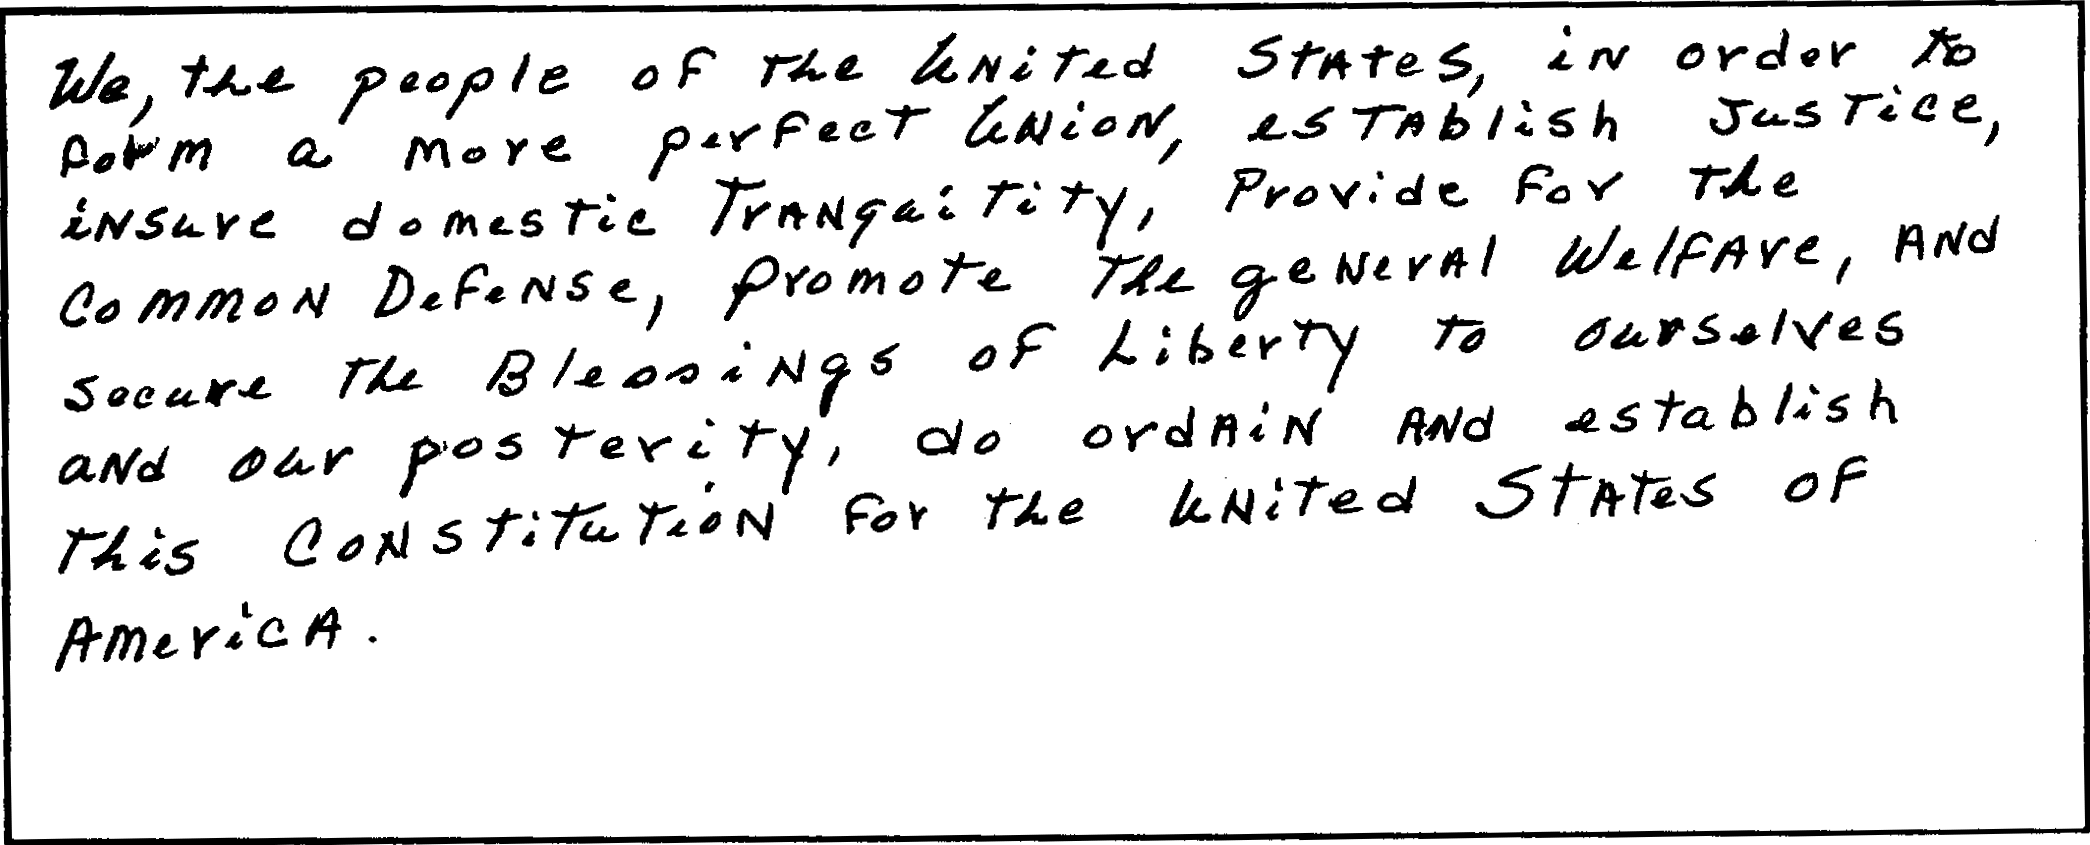 We, the people of the United States, in order to
form a more perfect Union, establish Justice,
insure domestic Tranquitity, Provide for the
Common Defense, promote the general Welfare, and
secure the Blessings of Liberty to ourselves
and our posterity, do ordain and establish
this Constitution for the United States of
America.